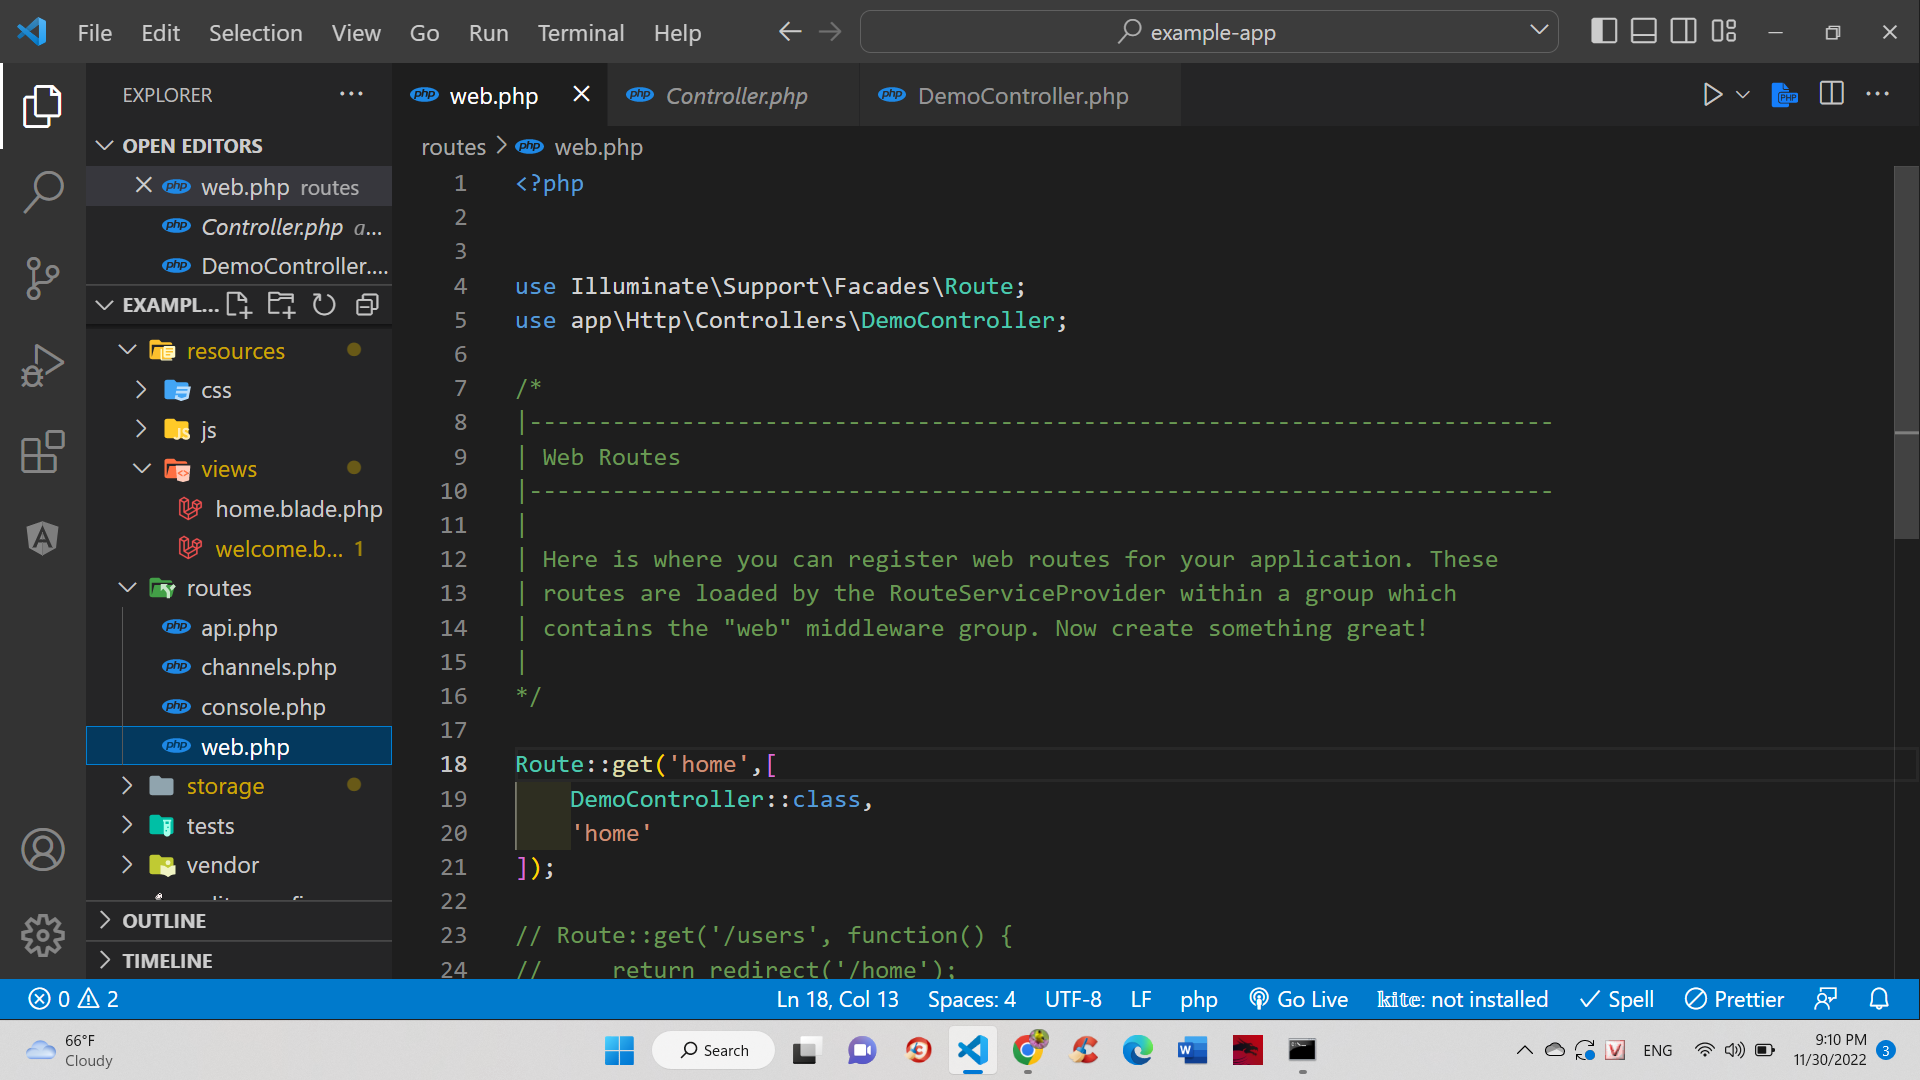 File Edit Selection View Go Run Terminal Help
example-app
EXPLORER
OPEN EDITORS
web.php routes
Controller.php a...
DemoController....
EXAMPL...
resources
css
js
views
home.blade.php
welcome.b... 1
routes
api.php
channels.php
console.php
web.php
storage
tests
vendor
OUTLINE
TIMELINE
web.php Controller.php DemoController.php
routes > web.php
1 <?php
2
3
4 use Illuminate\Support\Facades\Route;
5 use app\Http\Controllers\DemoController;
6
7 /*
8 |--------------------------------------------------------------------------
9 | Web Routes
10 |--------------------------------------------------------------------------
11 |
12 | Here is where you can register web routes for your application. These
13 | routes are loaded by the RouteServiceProvider within a group which
14 | contains the "web" middleware group. Now create something great!
15 |
16 */
17
18 Route::get('home',[
19     DemoController::class,
20     'home'
21 ]);
22
23 // Route::get('/users', function() {
24 //     return redirect('/home');
0 2 Ln 18, Col 13 Spaces: 4 UTF-8 LF php Go Live kite: not installed Spell Prettier
66°F
Cloudy
Search
ENG
9:10 PM
11/30/2022
3